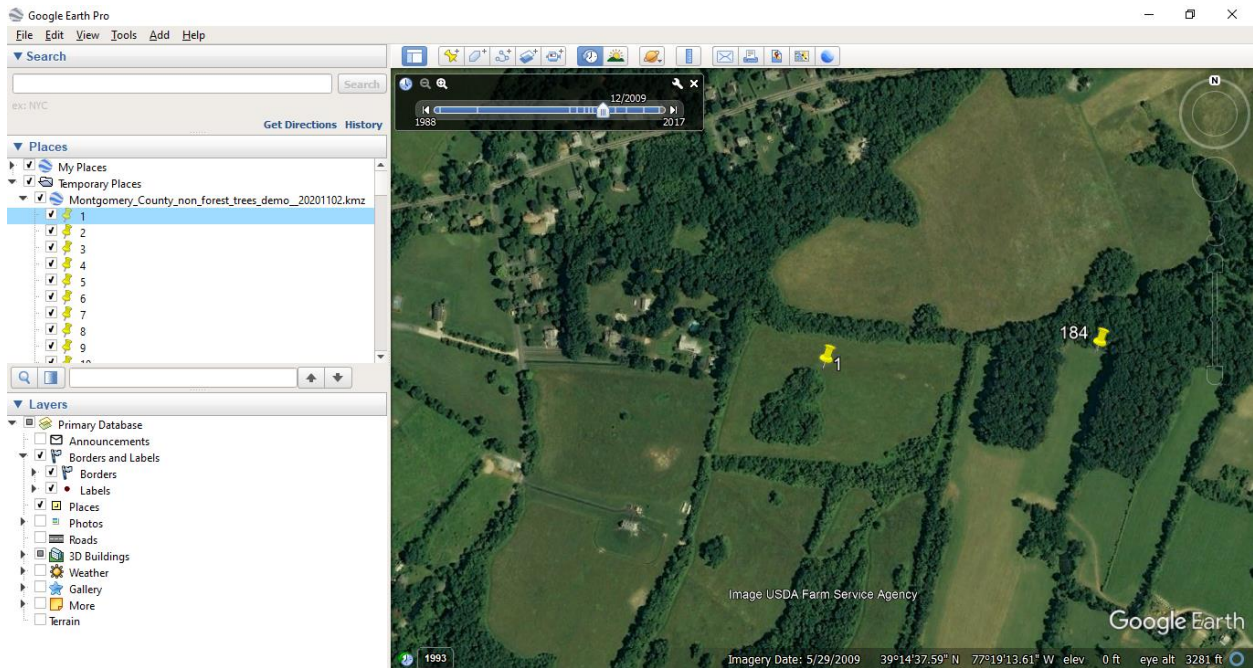 Google Earth Pro
File Edit View Tools Add Help
Search
Search
ex: NYC
Get Directions History
Places
My Places
Temporary Places
Montgomery_County_non_forest_trees_demo__20201102.kmz
1
2
3
4
5
6
7
8
9
10
Layers
Primary Database
Announcements
Borders and Labels
Borders
Labels
Places
Photos
Roads
3D Buildings
Weather
Gallery
More
Terrain
12/2009
1988 2017
N
184
1
Image USDA Farm Service Agency
Google Earth
1993
Imagery Date: 5/29/2009 39°14'37.59" N 77°19'13.61" W elev 0 ft eye alt 3281 ft